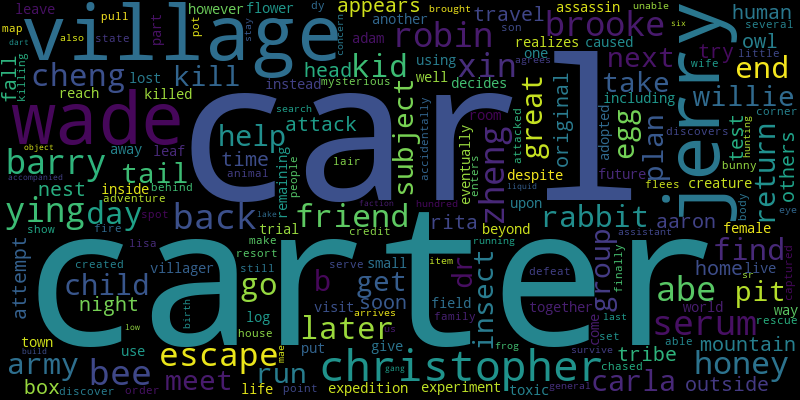 map pull pot however flower dy stay appears another travel assassin human
leave part concern brought son unable
village state adam robin brooke six owl
also mysterious using one realizes caused several dart little wife
fall killing cheng lost kill head kid well xin decides next try end
reach killed instead agrees room take willie corner
wade carl jerry
great original egg including
barry help attack subject accidentally eventually zheng attacked adopted plan test discovers
object away leaf time remaining people search lair enters return others
accompanied tail animal despite future hunting bunny
nest inside behind liquid flees creature body
ying day adventure back friend faction upon rabbit aaron female eye
show spot fire lisa trial hundred rita beyond assistant
carter
attempt villager make credit lake running insect group find
created resort item defeat finally home live sr captured
child still b get dr frog together abe pit
night birth serve small soon field come world way
town log visit family last serum rescue
low house arrives us set able
use put later give survive tribe mountain
army bee escape mae christopher chased honey
build meet run gang carla outside
box discover order life point expedition experiment toxic general